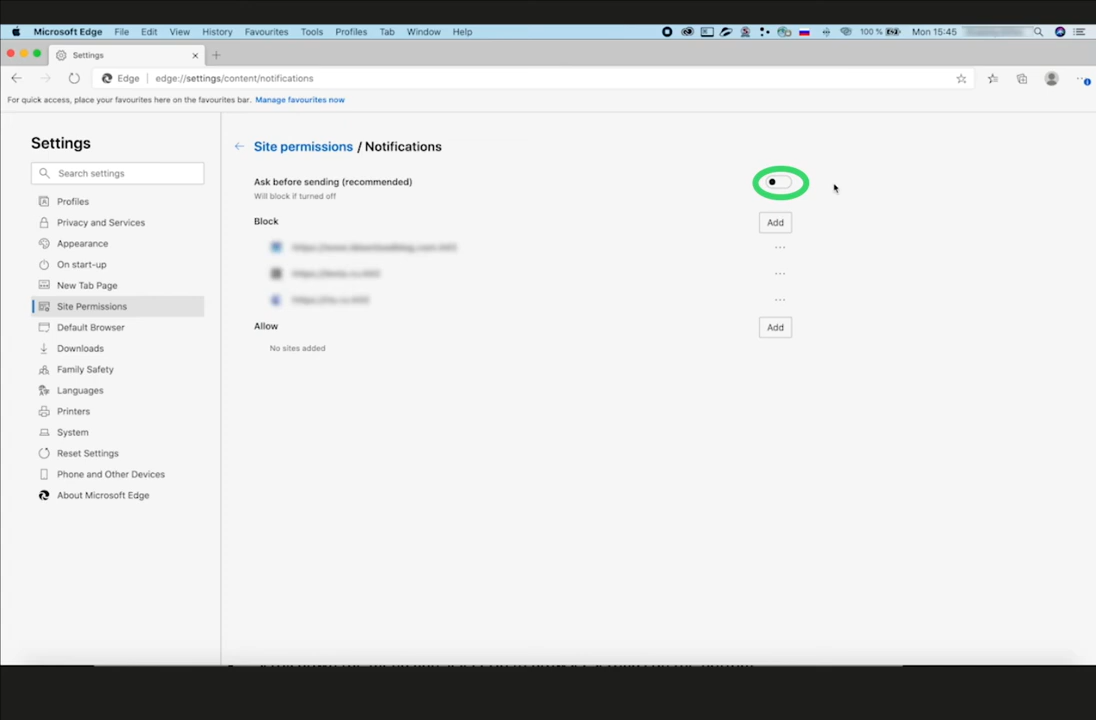 Microsoft Edge File Edit View History Favourites Tools Profiles Tab Window Help 100 % Mon 15:45
Settings
Edge edge://settings/content/notifications
For quick access, place your favourites here on the favourites bar. Manage favourites now
Settings
Search settings
Profiles
Privacy and Services
Appearance
On start-up
New Tab Page
Site Permissions
Default Browser
Downloads
Family Safety
Languages
Printers
System
Reset Settings
Phone and Other Devices
About Microsoft Edge
Site permissions / Notifications
Ask before sending (recommended)
Will block if turned off
Block Add
Allow Add
No sites added